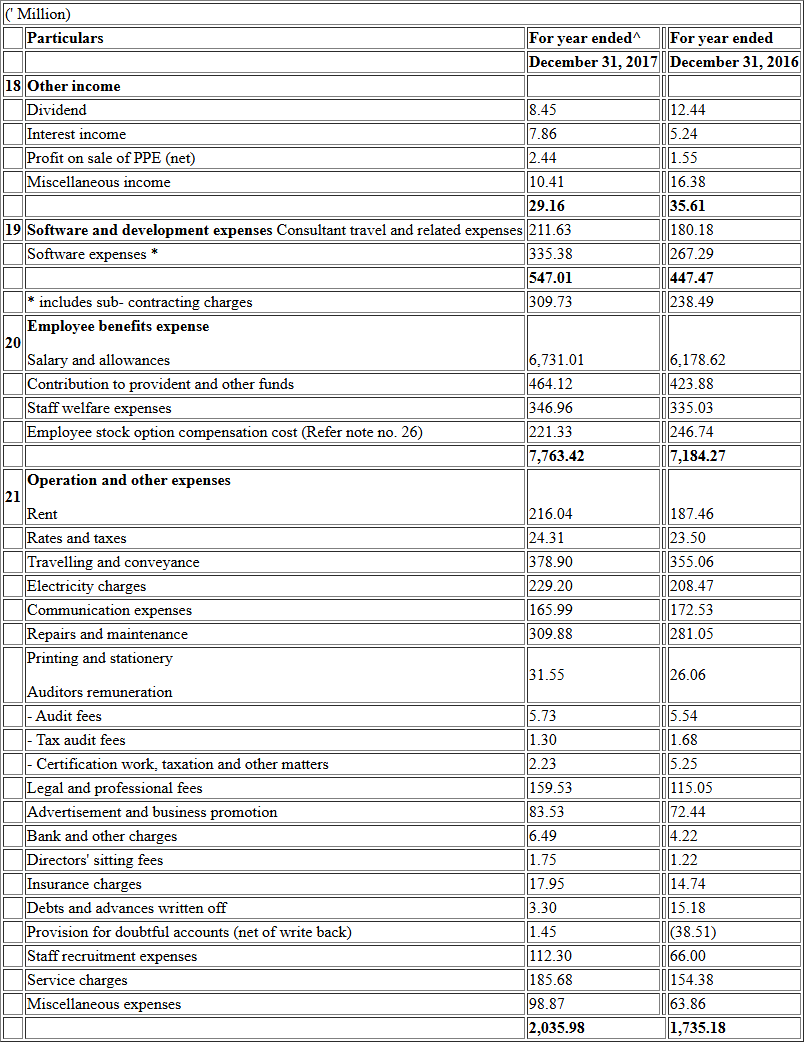 (' Million)
Particulars For year ended^ For year ended
December 31, 2017 December 31, 2016
18 Other income
Dividend 8.45 12.44
Interest income 7.86 5.24
Profit on sale of PPE (net) 2.44 1.55
Miscellaneous income 10.41 16.38
29.16 35.61
19 Software and development expenses Consultant travel and related expenses 211.63 180.18
Software expenses * 335.38 267.29
547.01 447.47
* includes sub- contracting charges 309.73 238.49
20 Employee benefits expense
Salary and allowances 6,731.01 6,178.62
Contribution to provident and other funds 464.12 423.88
Staff welfare expenses 346.96 335.03
Employee stock option compensation cost (Refer note no. 26) 221.33 246.74
7,763.42 7,184.27
21 Operation and other expenses
Rent 216.04 187.46
Rates and taxes 24.31 23.50
Travelling and conveyance 378.90 355.06
Electricity charges 229.20 208.47
Communication expenses 165.99 172.53
Repairs and maintenance 309.88 281.05
Printing and stationery 31.55 26.06
Auditors remuneration
- Audit fees 5.73 5.54
- Tax audit fees 1.30 1.68
- Certification work, taxation and other matters 2.23 5.25
Legal and professional fees 159.53 115.05
Advertisement and business promotion 83.53 72.44
Bank and other charges 6.49 4.22
Directors' sitting fees 1.75 1.22
Insurance charges 17.95 14.74
Debts and advances written off 3.30 15.18
Provision for doubtful accounts (net of write back) 1.45 (38.51)
Staff recruitment expenses 112.30 66.00
Service charges 185.68 154.38
Miscellaneous expenses 98.87 63.86
2,035.98 1,735.18